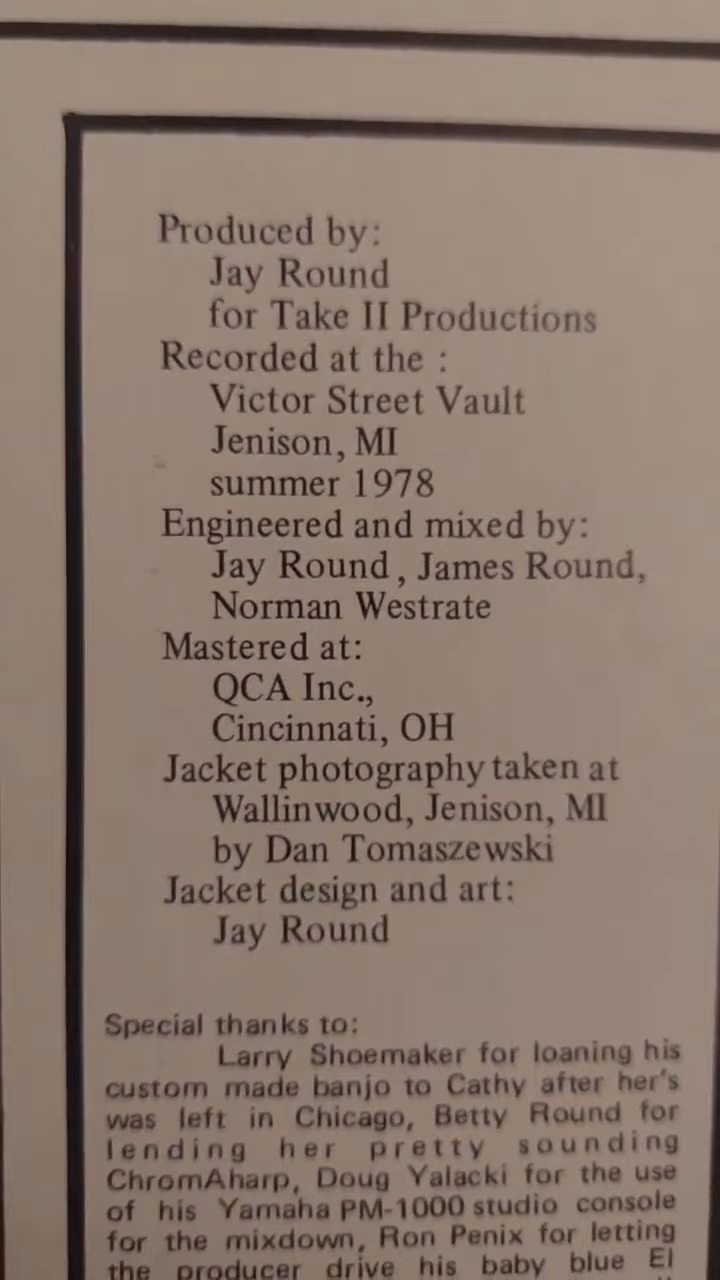 Produced by:
Jay Round
for Take II Productions
Recorded at the :
Victor Street Vault
Jenison, MI
summer 1978
Engineered and mixed by:
Jay Round, James Round,
Norman Westrate
Mastered at:
QCA Inc.,
Cincinnati, OH
Jacket photography taken at
Wallinwood, Jenison, MI
by Dan Tomaszewski
Jacket design and art:
Jay Round
Special thanks to:
Larry Shoemaker for loaning his
custom made banjo to Cathy after her's
was left in Chicago, Betty Round for
lending her pretty sounding
ChromAharp, Doug Yalacki for the use
of his Yamaha PM-1000 studio console
for the mixdown, Ron Penix for letting
the producer drive his baby blue El